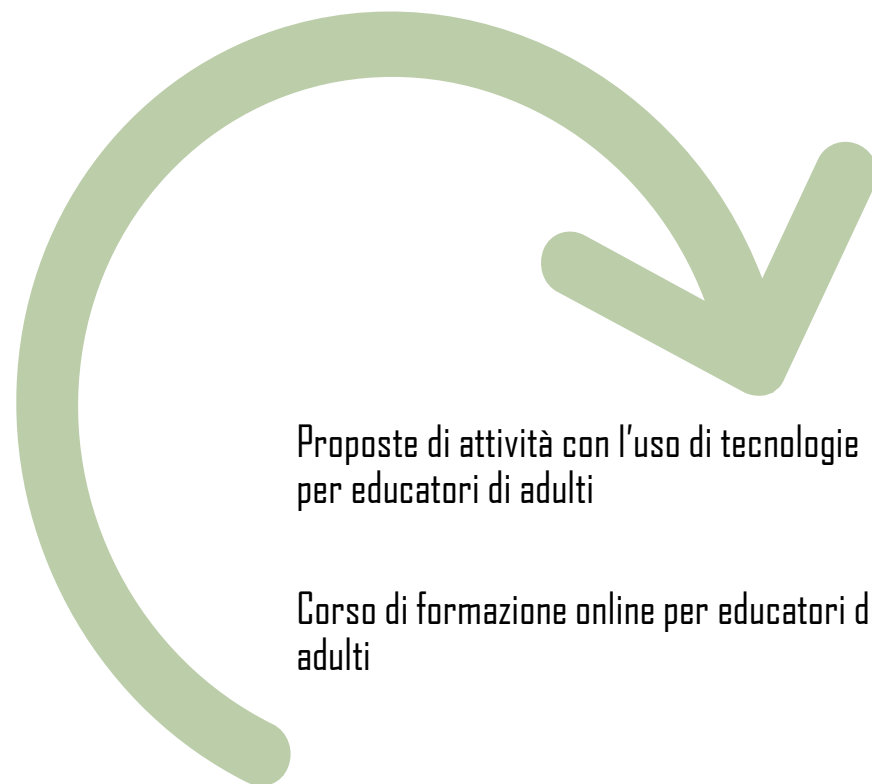 Proposte di attività con l'uso di tecnologie
per educatori di adulti
Corso di formazione online per educatori d
adulti